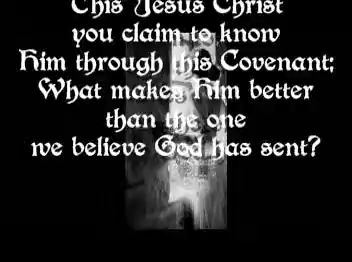 This Jesus Christ
you claim to know
Him through this Covenant;
What makes Him better
than the one
we believe God has sent?